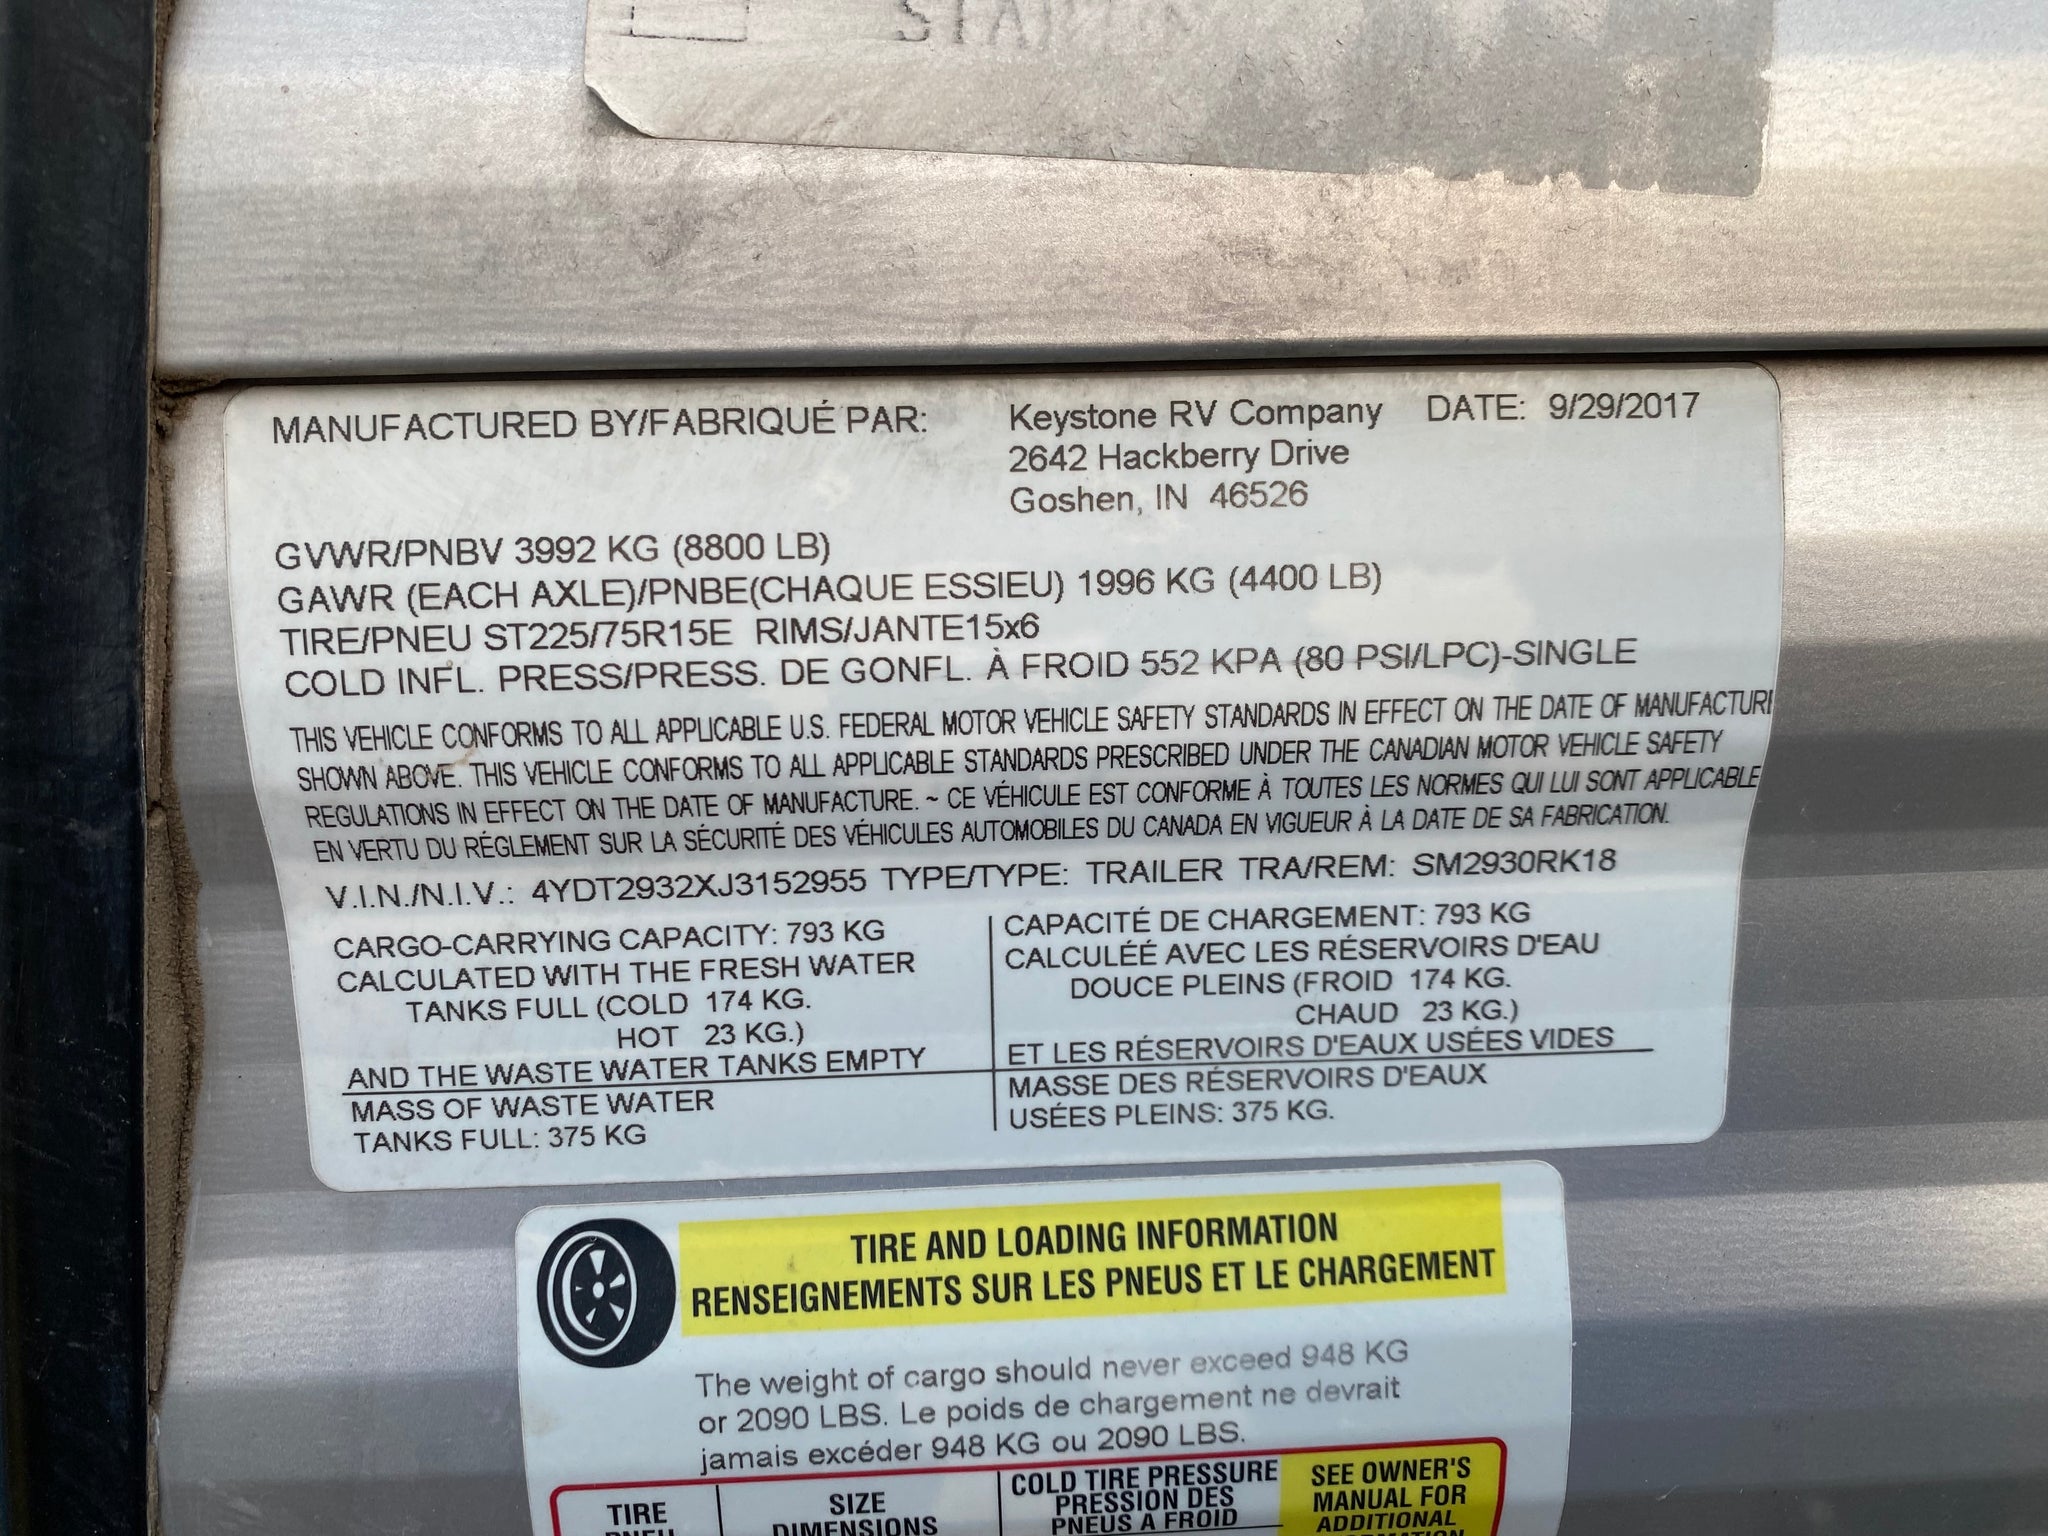 MANUFACTURED BY/FABRIQUÉ PAR: Keystone RV Company DATE: 9/29/2017
2642 Hackberry Drive
Goshen, IN 46526
GVWR/PNBV 3992 KG (8800 LB)
GAWR (EACH AXLE)/PNBE(CHAQUE ESSIEU) 1996 KG (4400 LB)
TIRE/PNEU ST225/75R15E RIMS/JANTE15x6
COLD INFL. PRESS/PRESS. DE GONFL. À FROID 552 KPA (80 PSI/LPC)-SINGLE
THIS VEHICLE CONFORMS TO ALL APPLICABLE U.S. FEDERAL MOTOR VEHICLE SAFETY STANDARDS IN EFFECT ON THE DATE OF
SHOWN ABOVE. THIS VEHICLE CONFORMS TO ALL APPLICABLE STANDARDS PRESCRIBED UNDER THE CANADIAN MOTOR VEHICLE SAFETY
REGULATIONS IN EFFECT ON THE DATE OF MANUFACTURE. ~ CE VÉHICULE EST CONFORME À TOUTES LES NORMES QUI LUI SONT APPLICABLE
EN VERTU DU RÉGLEMENT SUR LA SÉCURITÉ DES VÉHICULES AUTOMOBILES DU CANADA EN VIGUEUR À LA DATE DE SA FABRICATION.
V.I.N./N.I.V.: 4YDT2932XJ3152955 TYPE/TYPE: TRAILER TRA/REM: SM2930RK18
CARGO-CARRYING CAPACITY: 793 KG
CALCULATED WITH THE FRESH WATER
TANKS FULL (COLD 174 KG.
HOT 23 KG.)
AND THE WASTE WATER TANKS EMPTY
MASS OF WASTE WATER
TANKS FULL: 375 KG
CAPACITÉ DE CHARGEMENT: 793 KG
CALCULÉÉ AVEC LES RÉSERVOIRS D'EAU
DOUCE PLEINS (FROID 174 KG.
CHAUD 23 KG.)
ET LES RÉSERVOIRS D'EAUX USÉES VIDES
MASSE DES RÉSERVOIRS D'EAUX
USÉES PLEINS: 375 KG.
TIRE AND LOADING INFORMATION
RENSEIGNEMENTS SUR LES PNEUS ET LE CHARGEMENT
The weight of cargo should never exceed 948 KG
or 2090 LBS. Le poids de chargement ne devrait
jamais excéder 948 KG ou 2090 LBS.
TIRE
PNEU
SIZE
DIMENSIONS
COLD TIRE PRESSURE
PRESSION DES
PNEUS A FROID
SEE OWNER'S
MANUAL FOR
ADDITIONAL